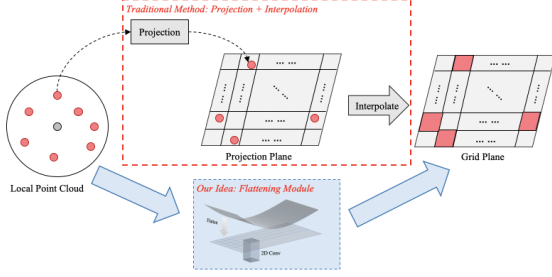 Traditional Method: Projection + Interpolation
Projection
... ...
... ...
... ...
... ...
... ...
... ...
... ...
... ...
... ...
... ...
Interpolate
Local Point Cloud
Projection Plane
Grid Plane
Our Idea: Flattening Module
Flatten
2D Conv